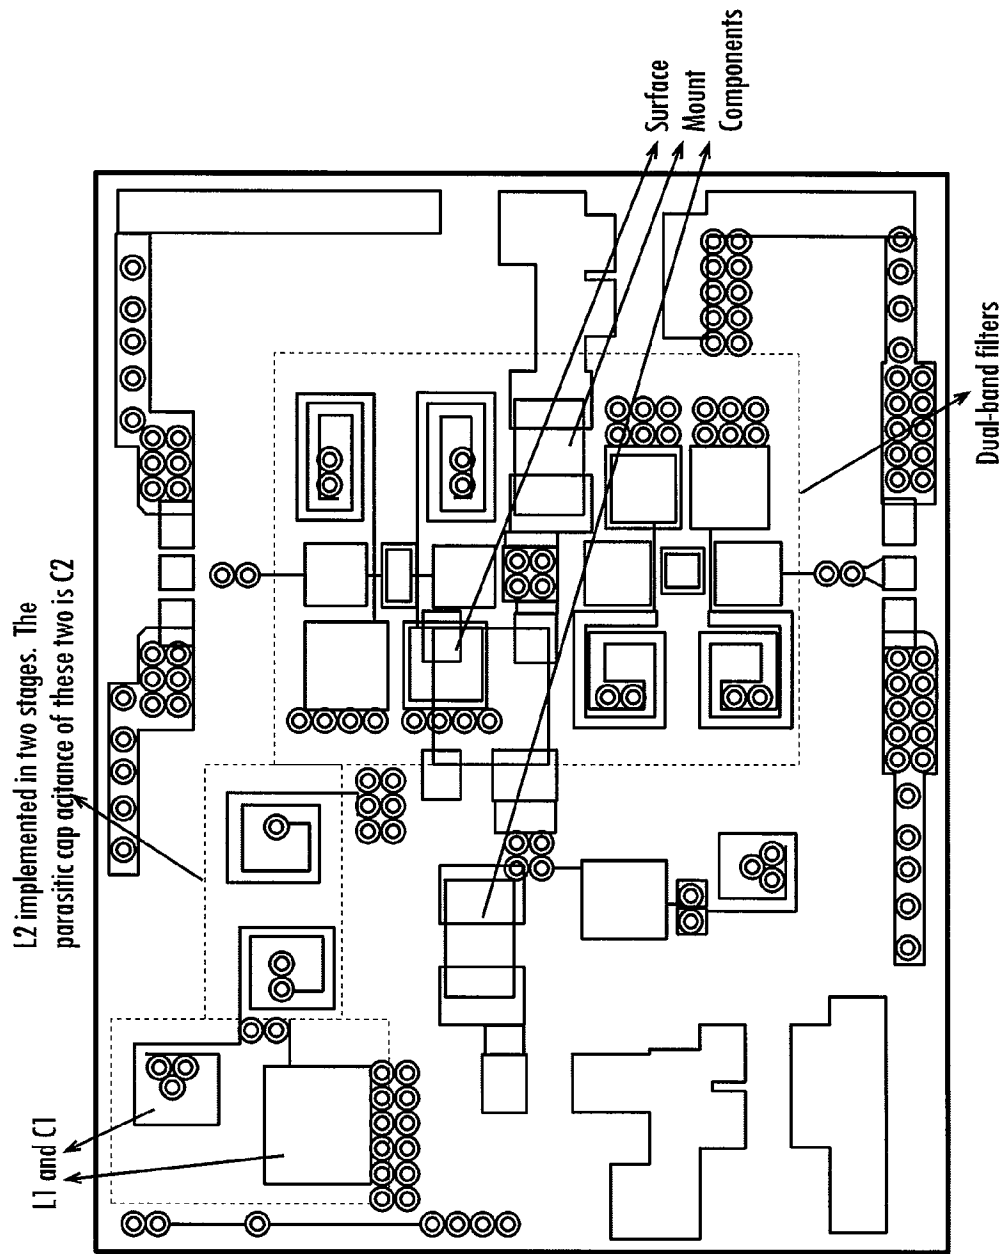 L2 implemented in two stages. The
parasitic cap acitance of these two is C2
L1 and C1
Surface
Mount
Components
Dual-band filters